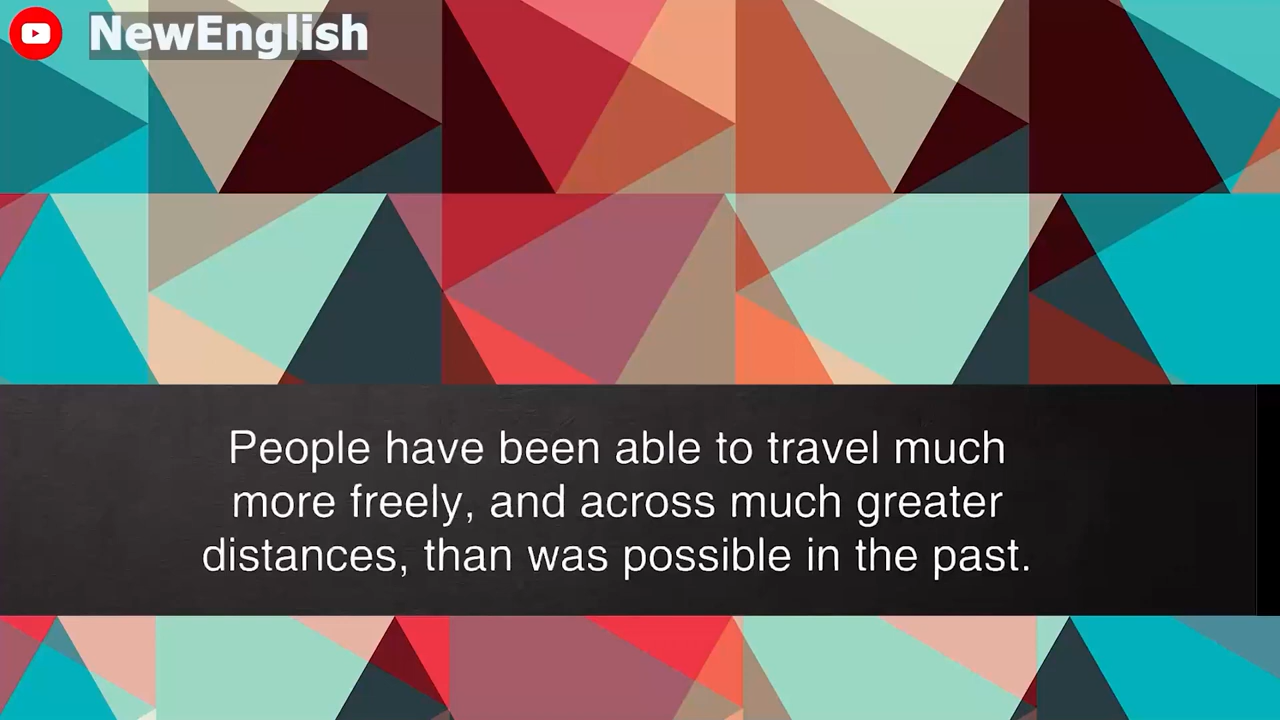 NewEnglish
People have been able to travel much
more freely, and across much greater
distances, than was possible in the past.